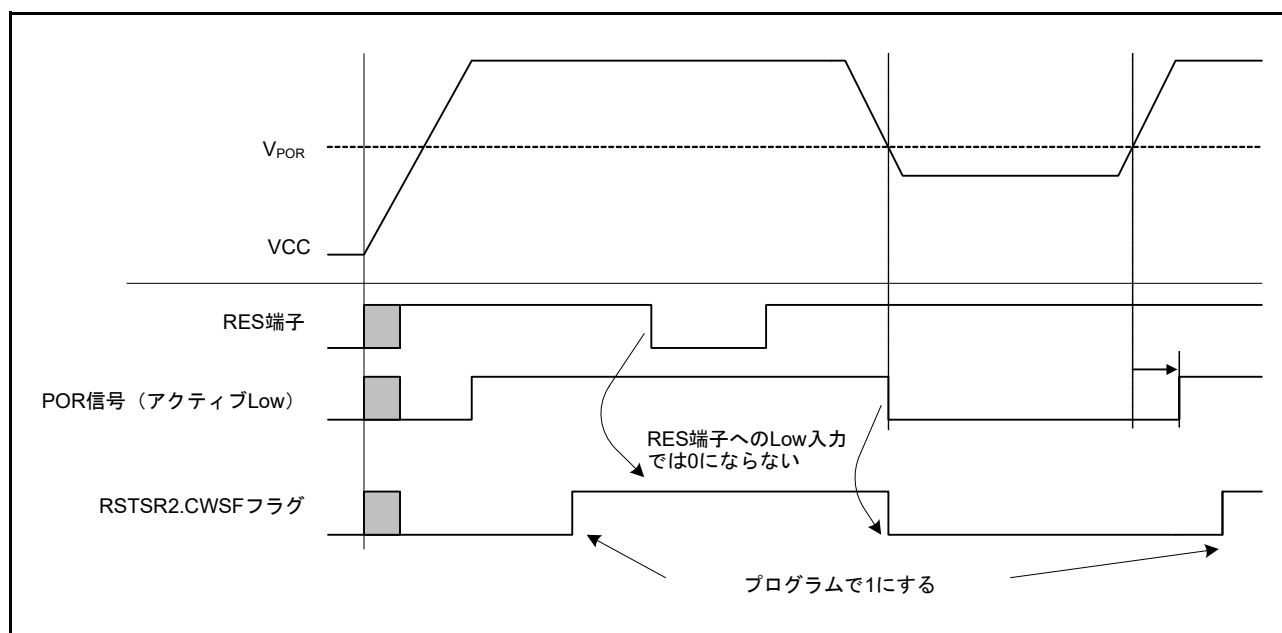 VPOR
VCC
RES端子
POR信号（アクティブLow）
RES端子へのLow入力
では0にならない
RSTSR2.CWSFフラグ
プログラムで1にする